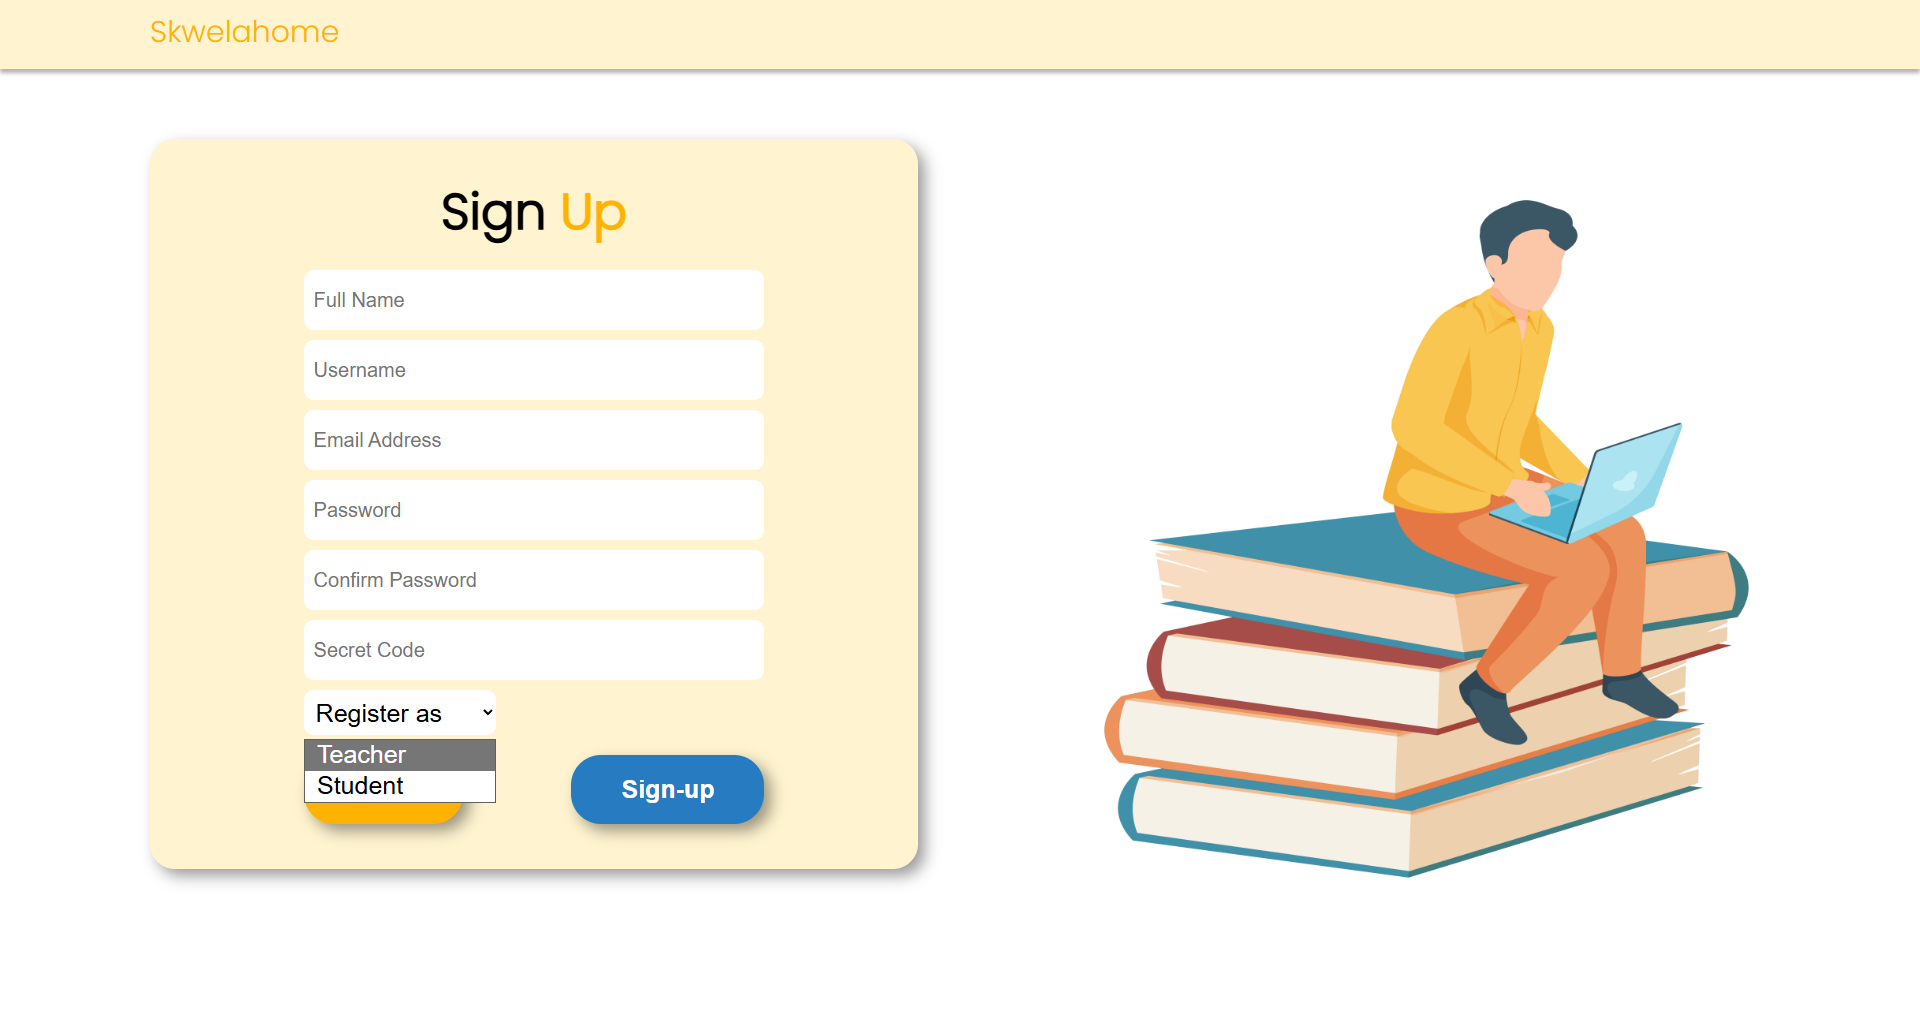 Skwelahome
Sign Up
Full Name
Username
Email Address
Password
Confirm Password
Secret Code
Register as
Teacher
Student
Sign-up